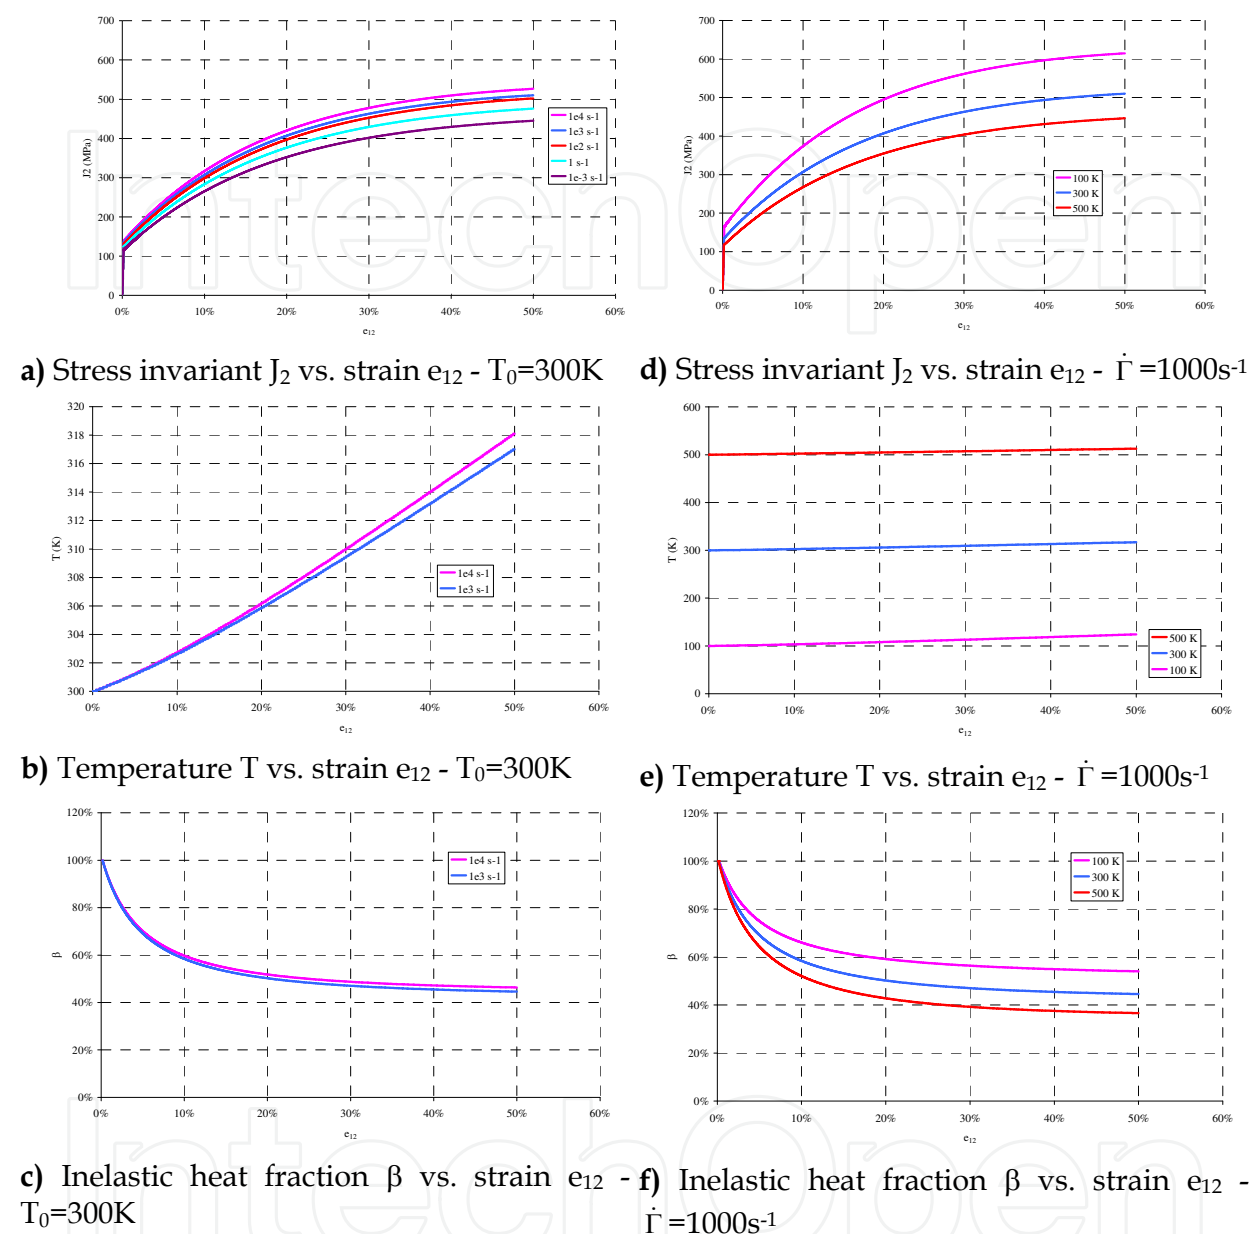 700
600
500
400
300
200
100
0
J2 (MPa)
0% 10% 20% 30% 40% 50% 60%
e12
1e4 s-1
1e3 s-1
1e2 s-1
1 s-1
1e-3 s-1
a) Stress invariant J2 vs. strain e12 - T0=300K
700
600
500
400
300
200
100
0
J2 (MPa)
0% 10% 20% 30% 40% 50% 60%
e12
100 K
300 K
500 K
d) Stress invariant J2 vs. strain e12 - Γ̇ =1000s-1
320
318
316
314
312
310
308
306
304
302
300
T (K)
0% 10% 20% 30% 40% 50% 60%
e12
1e4 s-1
1e3 s-1
b) Temperature T vs. strain e12 - T0=300K
600
500
400
300
200
100
0
T (K)
0% 10% 20% 30% 40% 50% 60%
e12
500 K
300 K
100 K
e) Temperature T vs. strain e12 - Γ̇ =1000s-1
120%
100%
80%
60%
40%
20%
0%
β
0% 10% 20% 30% 40% 50% 60%
e12
1e4 s-1
1e3 s-1
c) Inelastic heat fraction β vs. strain e12 -
T0=300K
120%
100%
80%
60%
40%
20%
0%
β
0% 10% 20% 30% 40% 50% 60%
e12
100 K
300 K
500 K
f) Inelastic heat fraction β vs. strain e12 -
Γ̇ =1000s-1
IntechOpen
IntechOpen